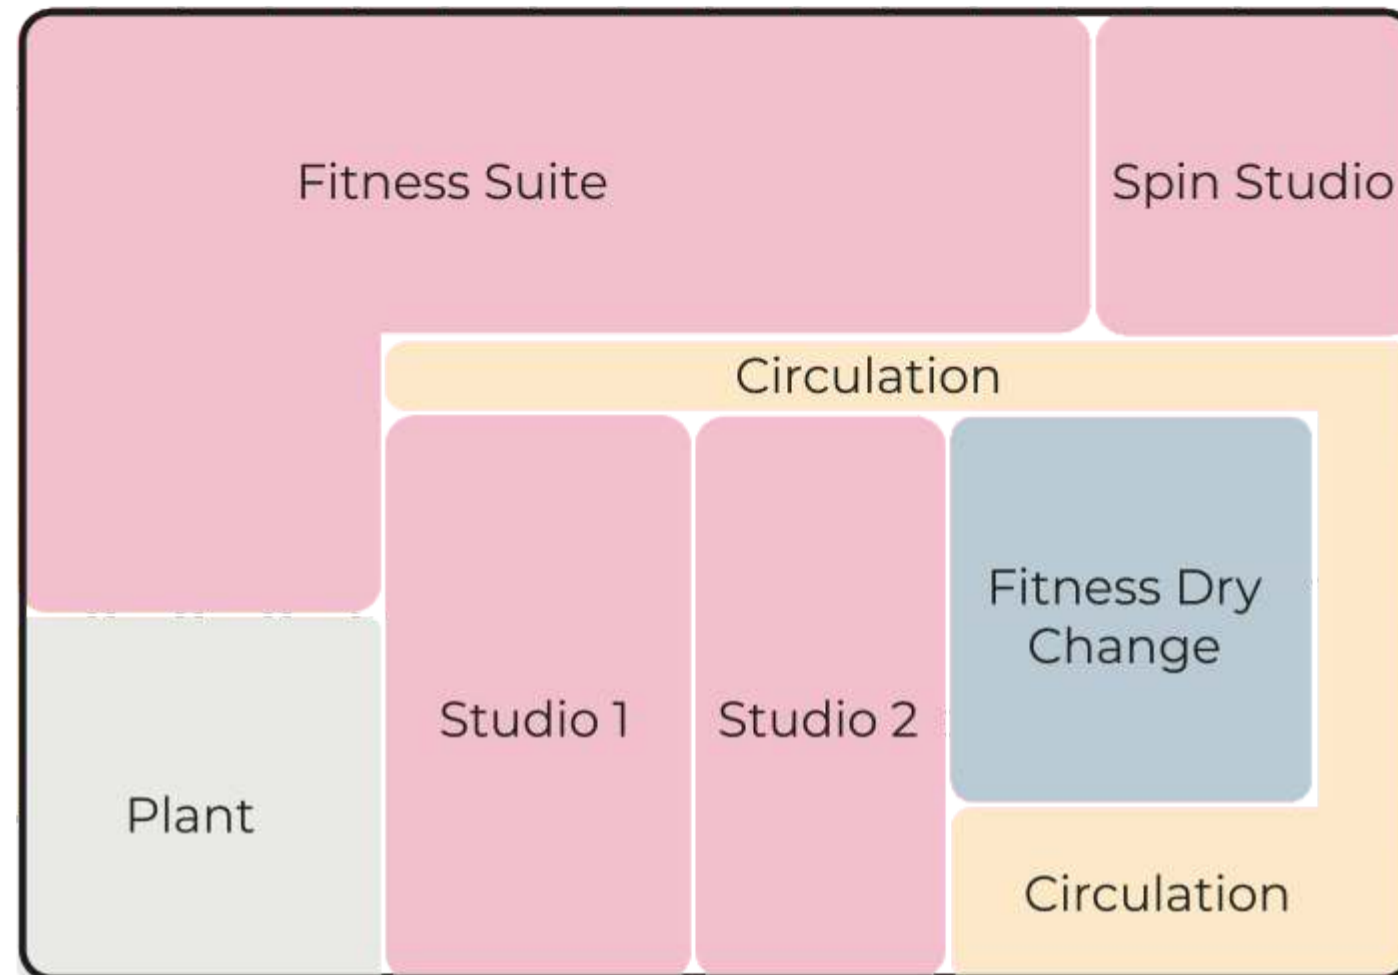 Fitness Suite
Spin Studio
Circulation
Fitness Dry
Change
Studio 1
Studio 2
Plant
Circulation